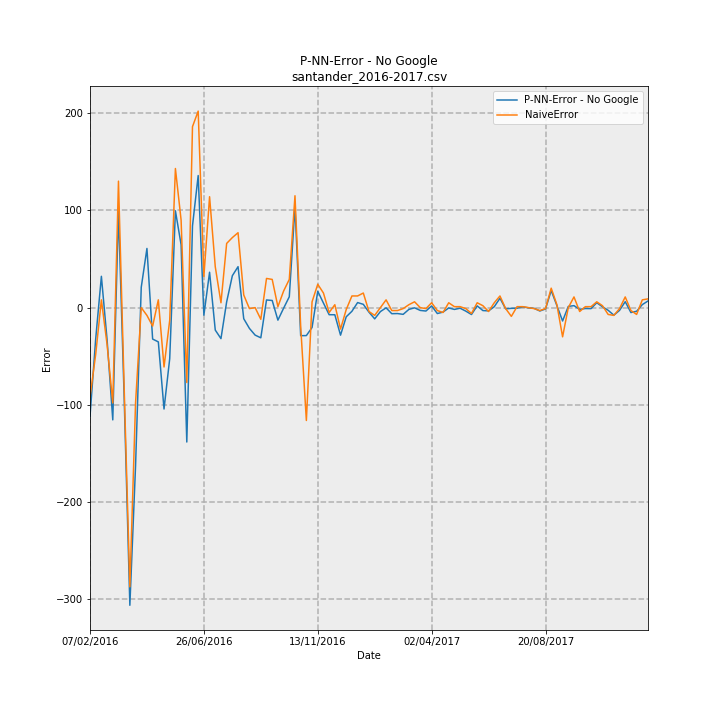 P-NN-Error - No Google
santander_2016-2017.csv
P-NN-Error - No Google
NaiveError
200
100
0
−100
−200
−300
Error
07/02/2016
26/06/2016
13/11/2016
02/04/2017
20/08/2017
Date